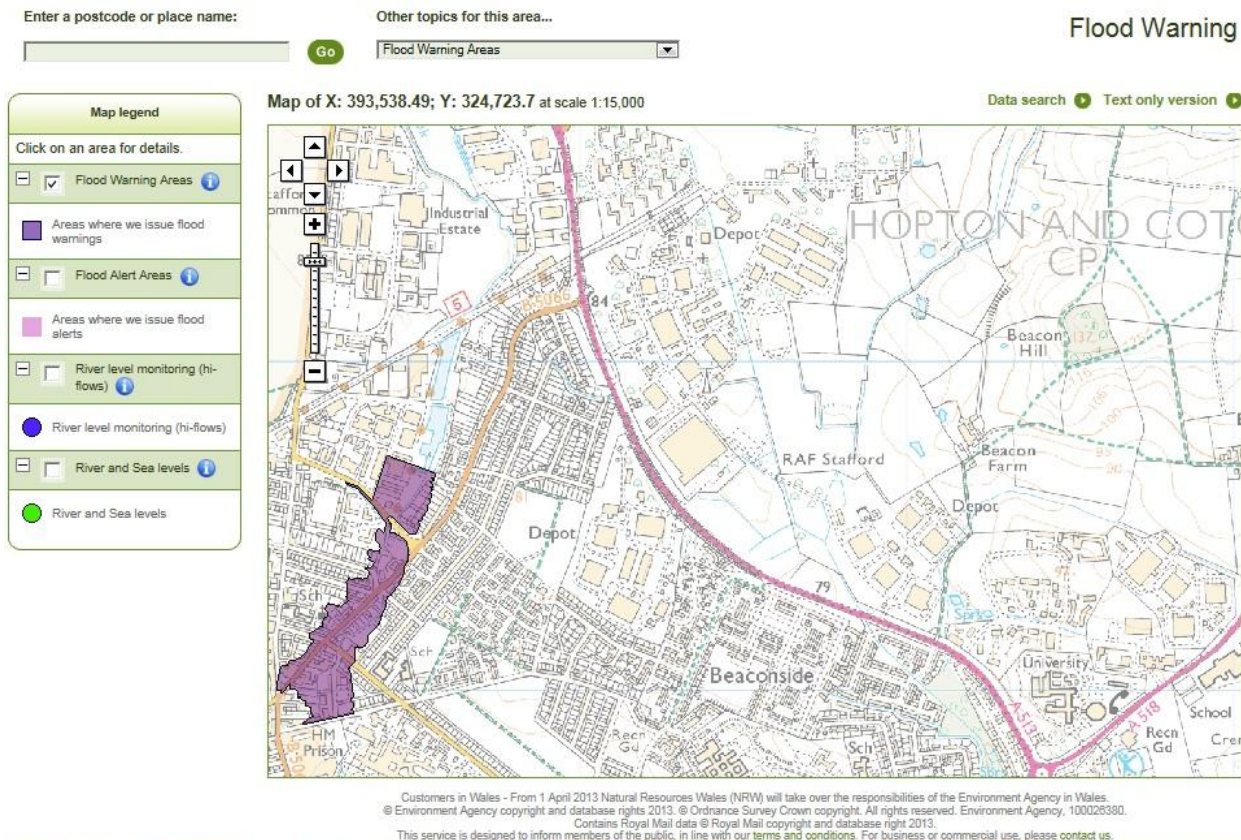 Enter a postcode or place name:
Other topics for this area...
Flood Warning
Go
Flood Warning Areas
Map legend
Click on an area for details.
Flood Warning Areas
Areas where we issue flood
warnings
Flood Alert Areas
Areas where we issue flood
alerts
River level monitoring (hi-
flows)
River level monitoring (hi-flows)
River and Sea levels
River and Sea levels
Map of X: 393,538.49; Y: 324,723.7 at scale 1:15,000
Data search
Text only version
Industrial
Estate
Depot
HOPTON AND COT
CP
5
B 5066
84
Beacon
Hill
137
RAF Stafford
Beacon
Farm
Depot
Depot
79
Sch
Sch
Beaconside
University
A 513
A 518
School
HM
Prison
Recn
Gd
Sch
Recn
Gd
Customers in Wales - From 1 April 2013 Natural Resources Wales (NRW) will take over the responsibilities of the Environment Agency in Wales.
© Environment Agency copyright and database rights 2013. © Ordnance Survey Crown copyright. All rights reserved. Environment Agency, 100026380.
Contains Royal Mail data © Royal Mail copyright and database right 2013.
This service is designed to inform members of the public, in line with our terms and conditions. For business or commercial use, please contact us.